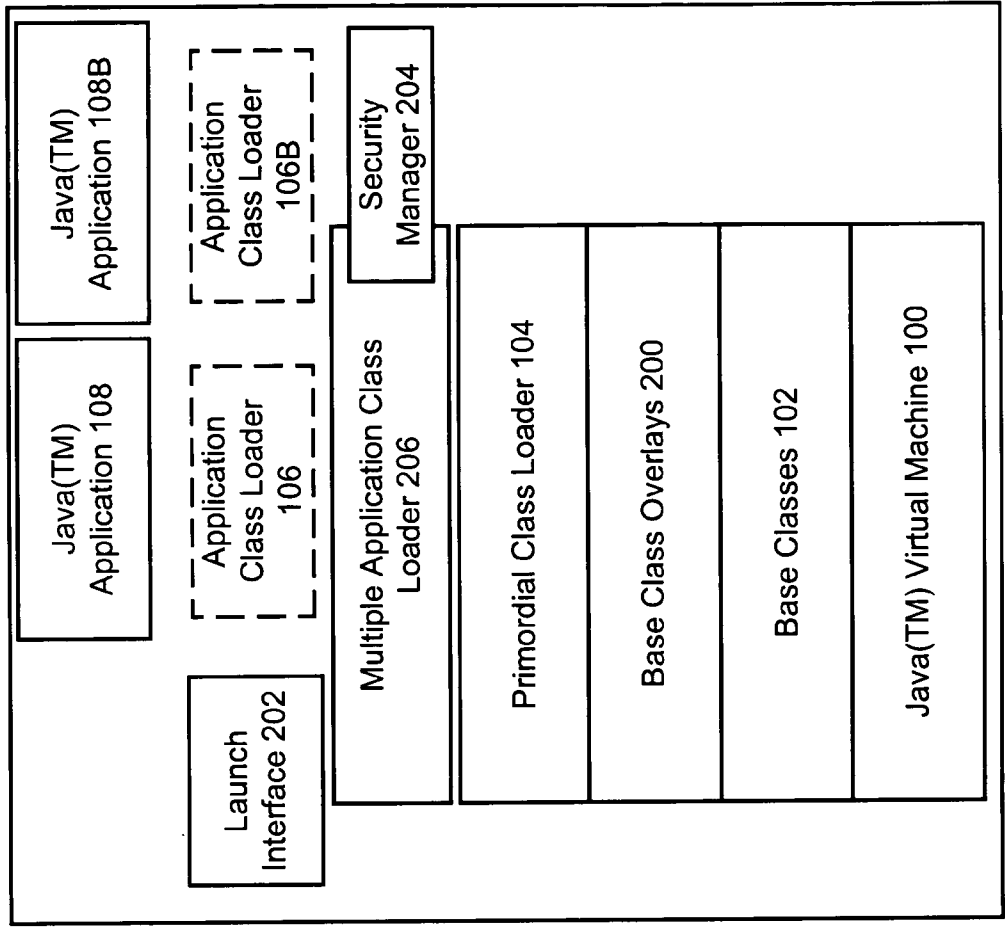 Java(TM)
Application 108
Java(TM)
Application 108B
Launch
Interface 202
Application
Class Loader
106
Application
Class Loader
106B
Multiple Application Class
Loader 206
Security
Manager 204
Primordial Class Loader 104
Base Class Overlays 200
Base Classes 102
Java(TM) Virtual Machine 100